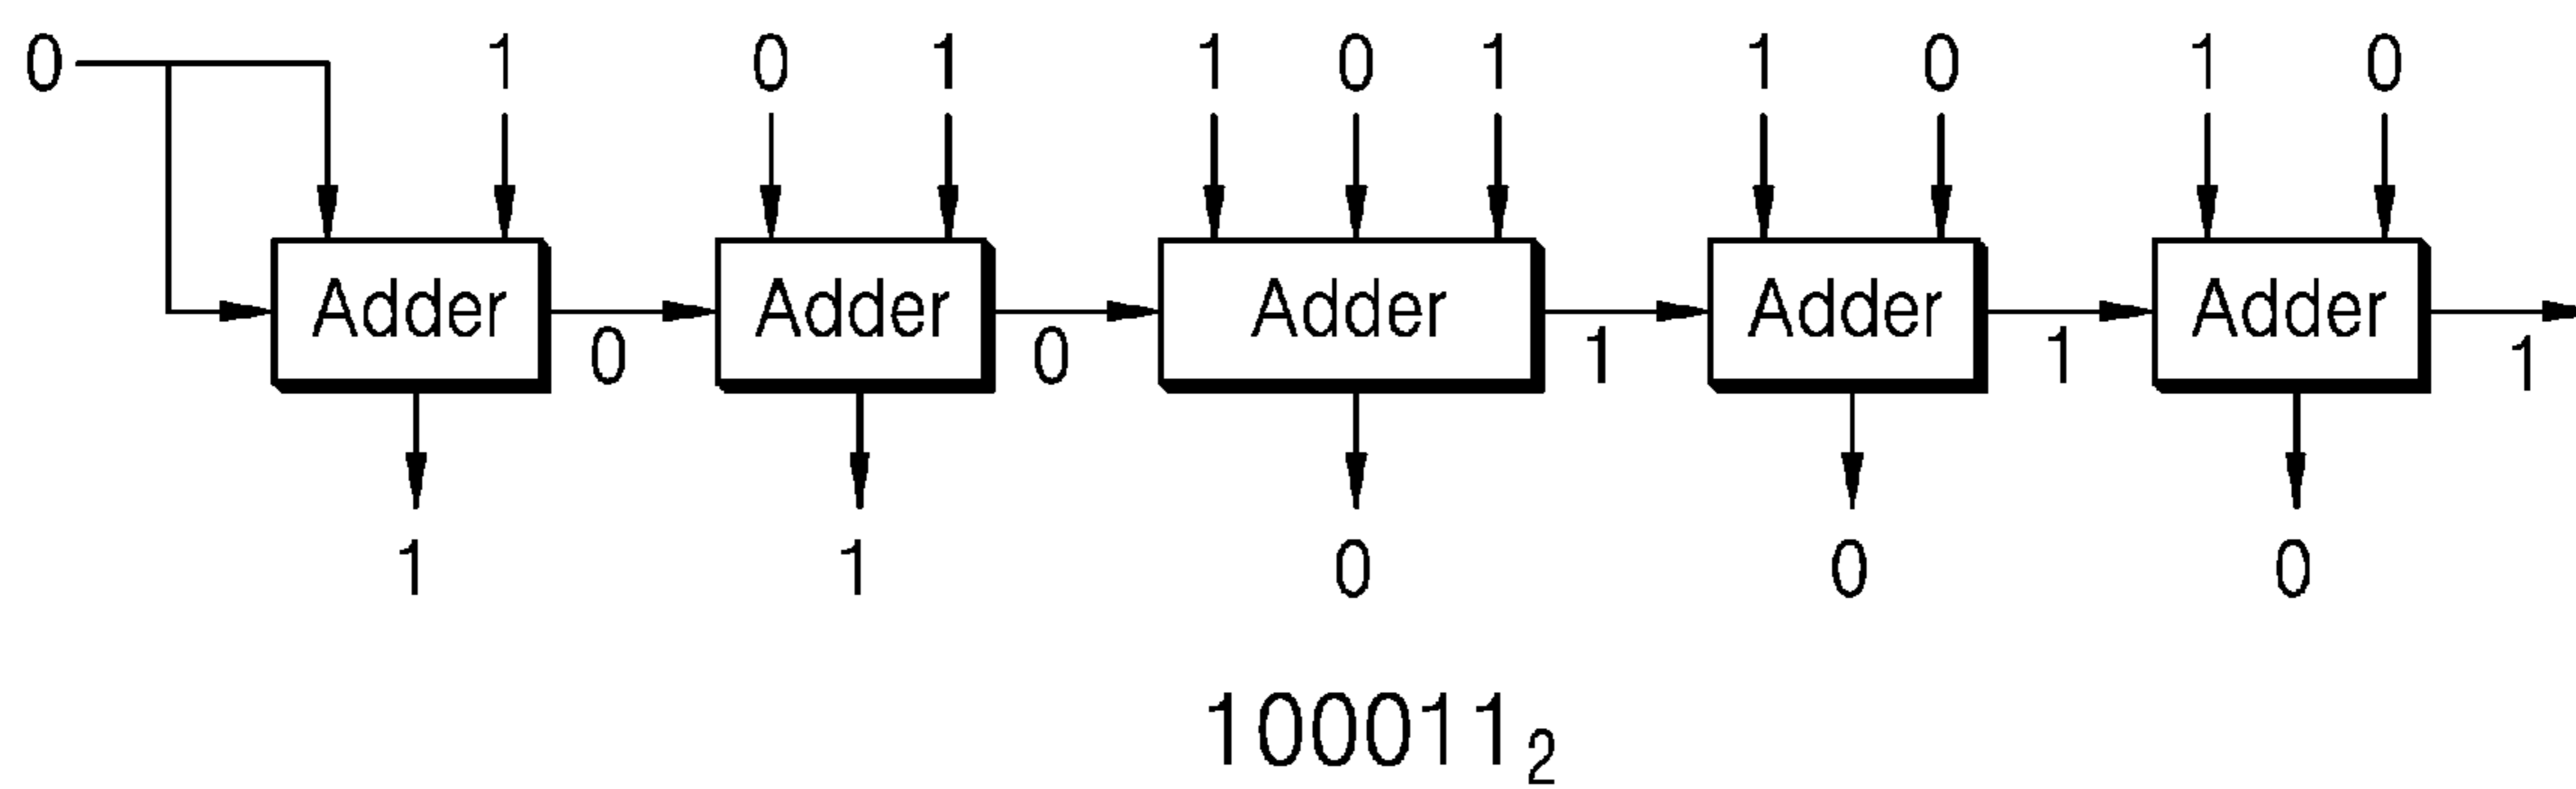 0 1 0 1 1 0 1 1 0 1 0
Adder Adder Adder Adder Adder
0 0 1 1 1
1 1 0 0 0
100011₂